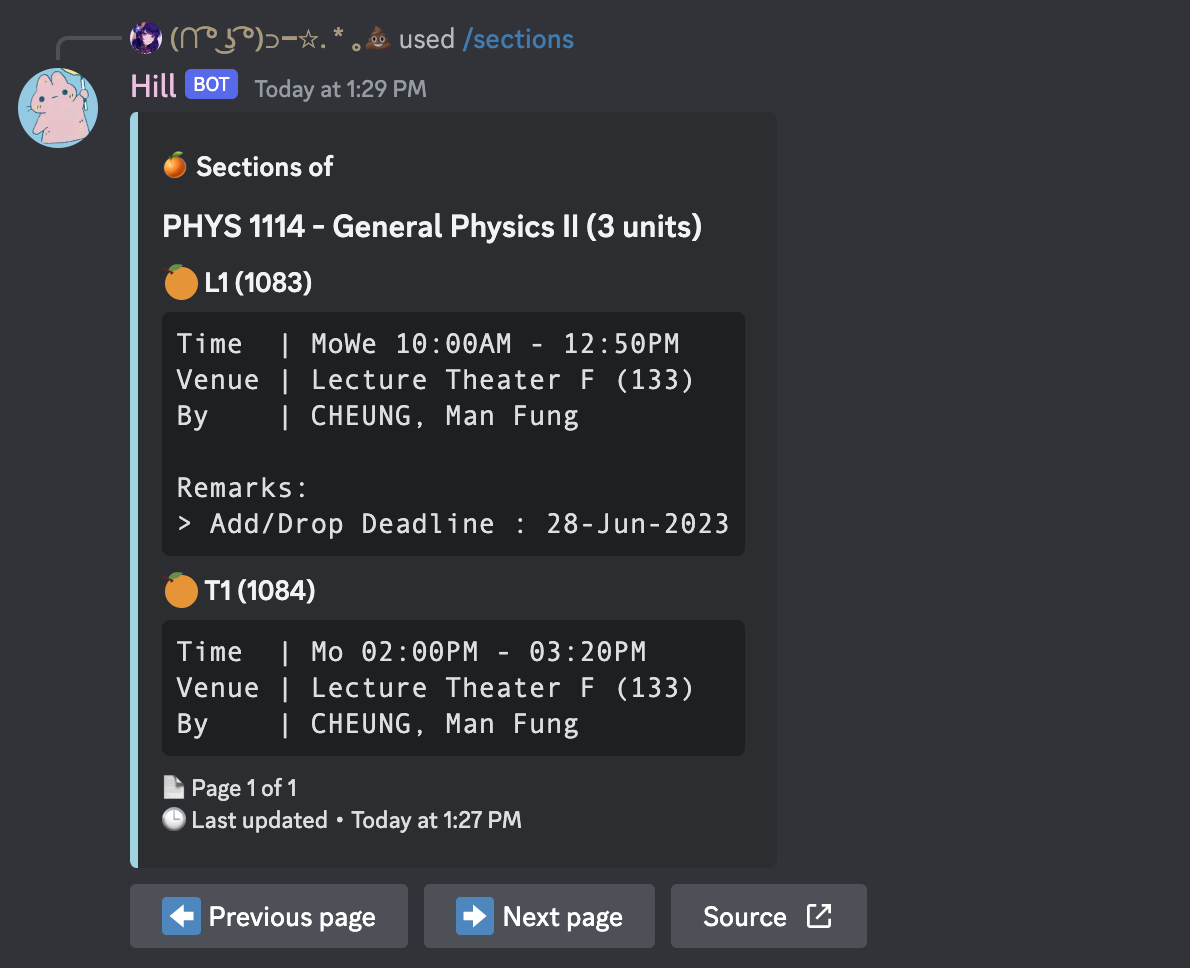 ( ͡° ͜ʖ ͡°)⊃━☆. * 。💩 used /sections
Hill BOT Today at 1:29 PM
🍊 Sections of
PHYS 1114 - General Physics II (3 units)
L1 (1083)
Time | MoWe 10:00AM - 12:50PM
Venue | Lecture Theater F (133)
By | CHEUNG, Man Fung
Remarks:
> Add/Drop Deadline : 28-Jun-2023
T1 (1084)
Time | Mo 02:00PM - 03:20PM
Venue | Lecture Theater F (133)
By | CHEUNG, Man Fung
📄 Page 1 of 1
🕒 Last updated • Today at 1:27 PM
⬅️ Previous page ➡️ Next page Source